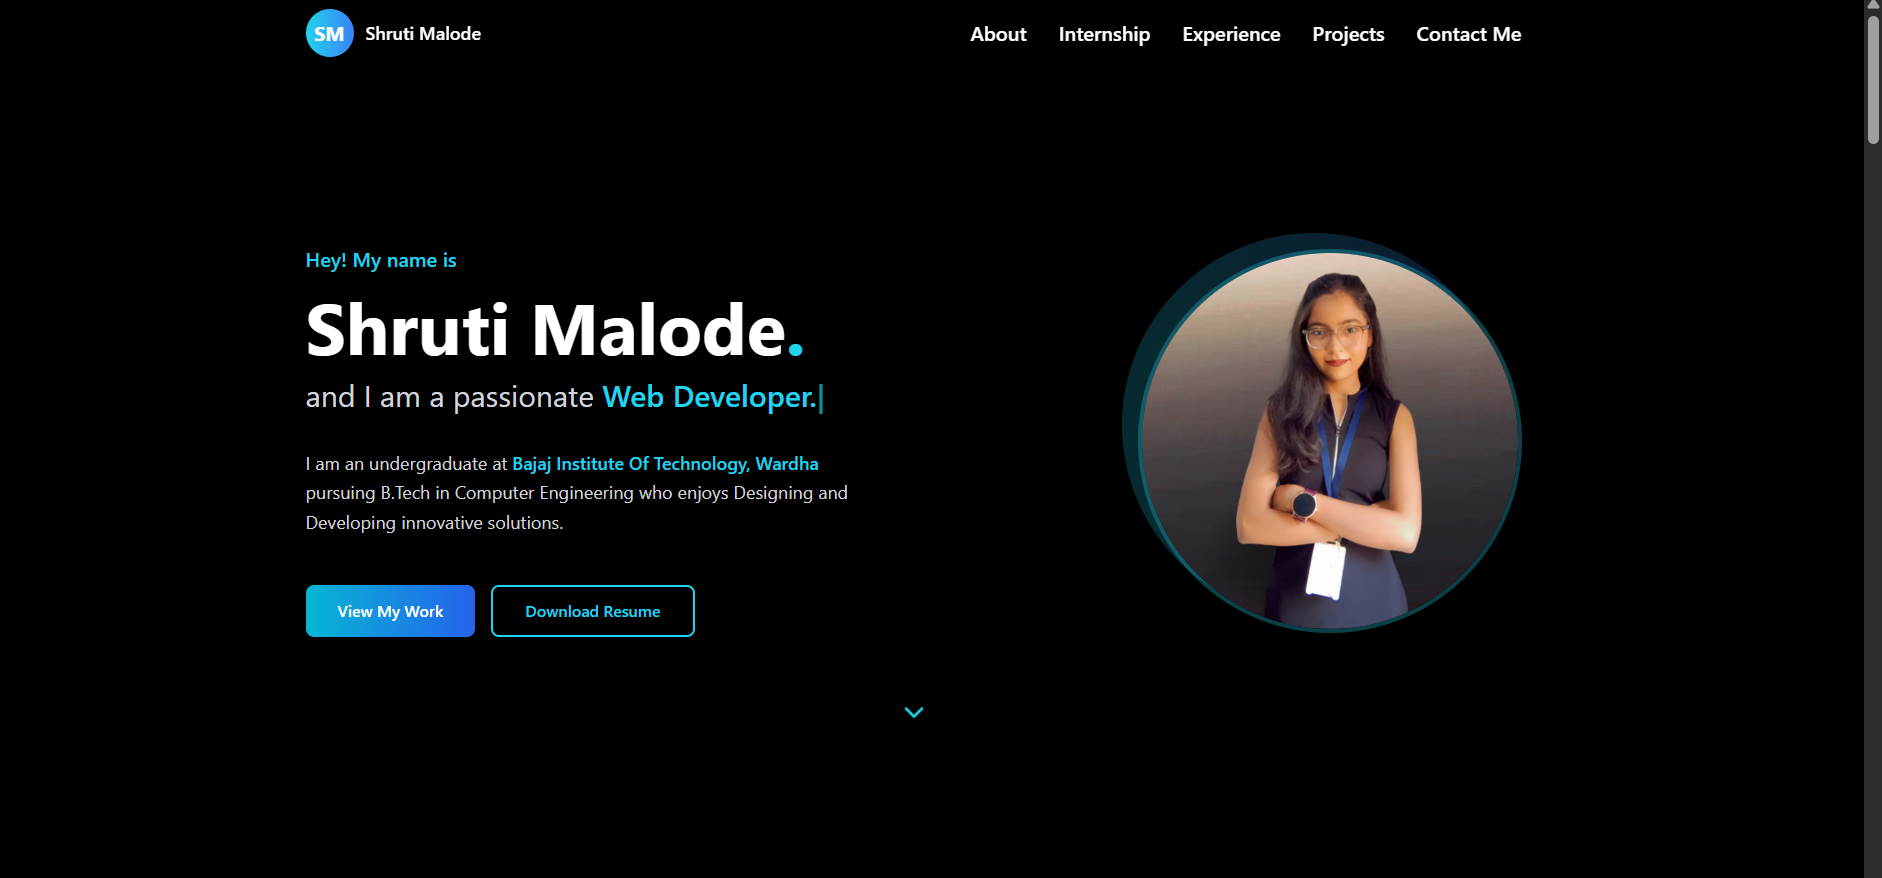 SM Shruti Malode
About Internship Experience Projects Contact Me
Hey! My name is
Shruti Malode.
and I am a passionate Web Developer.|
I am an undergraduate at Bajaj Institute Of Technology, Wardha
pursuing B.Tech in Computer Engineering who enjoys Designing and
Developing innovative solutions.
View My Work
Download Resume